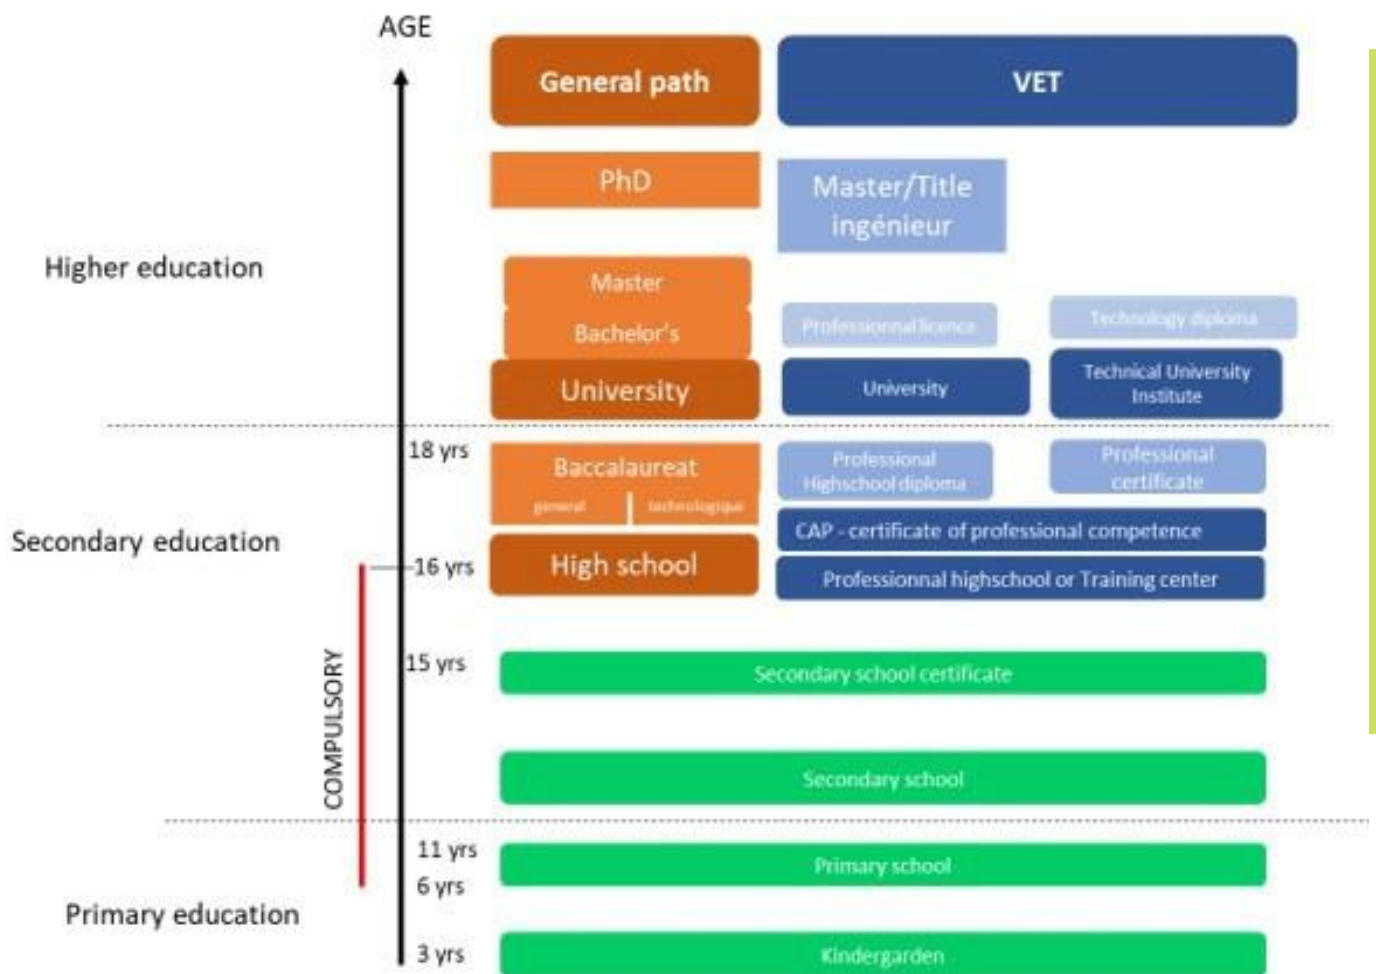 AGE
General path
VET
PhD
Master/Title
ingénieur
Higher education
Master
Bachelor's
Professionnal licence
Technology diploma
University
University
Technical University
Institute
18 yrs
Baccalaureat
general
technologique
Professional
Highschool diploma
Professional
certificate
Secondary education
CAP - certificate of professional competence
16 yrs
High school
Professionnal highschool or Training center
COMPULSORY
15 yrs
Secondary school certificate
Secondary school
11 yrs
Primary school
6 yrs
Primary education
3 yrs
Kindergarden